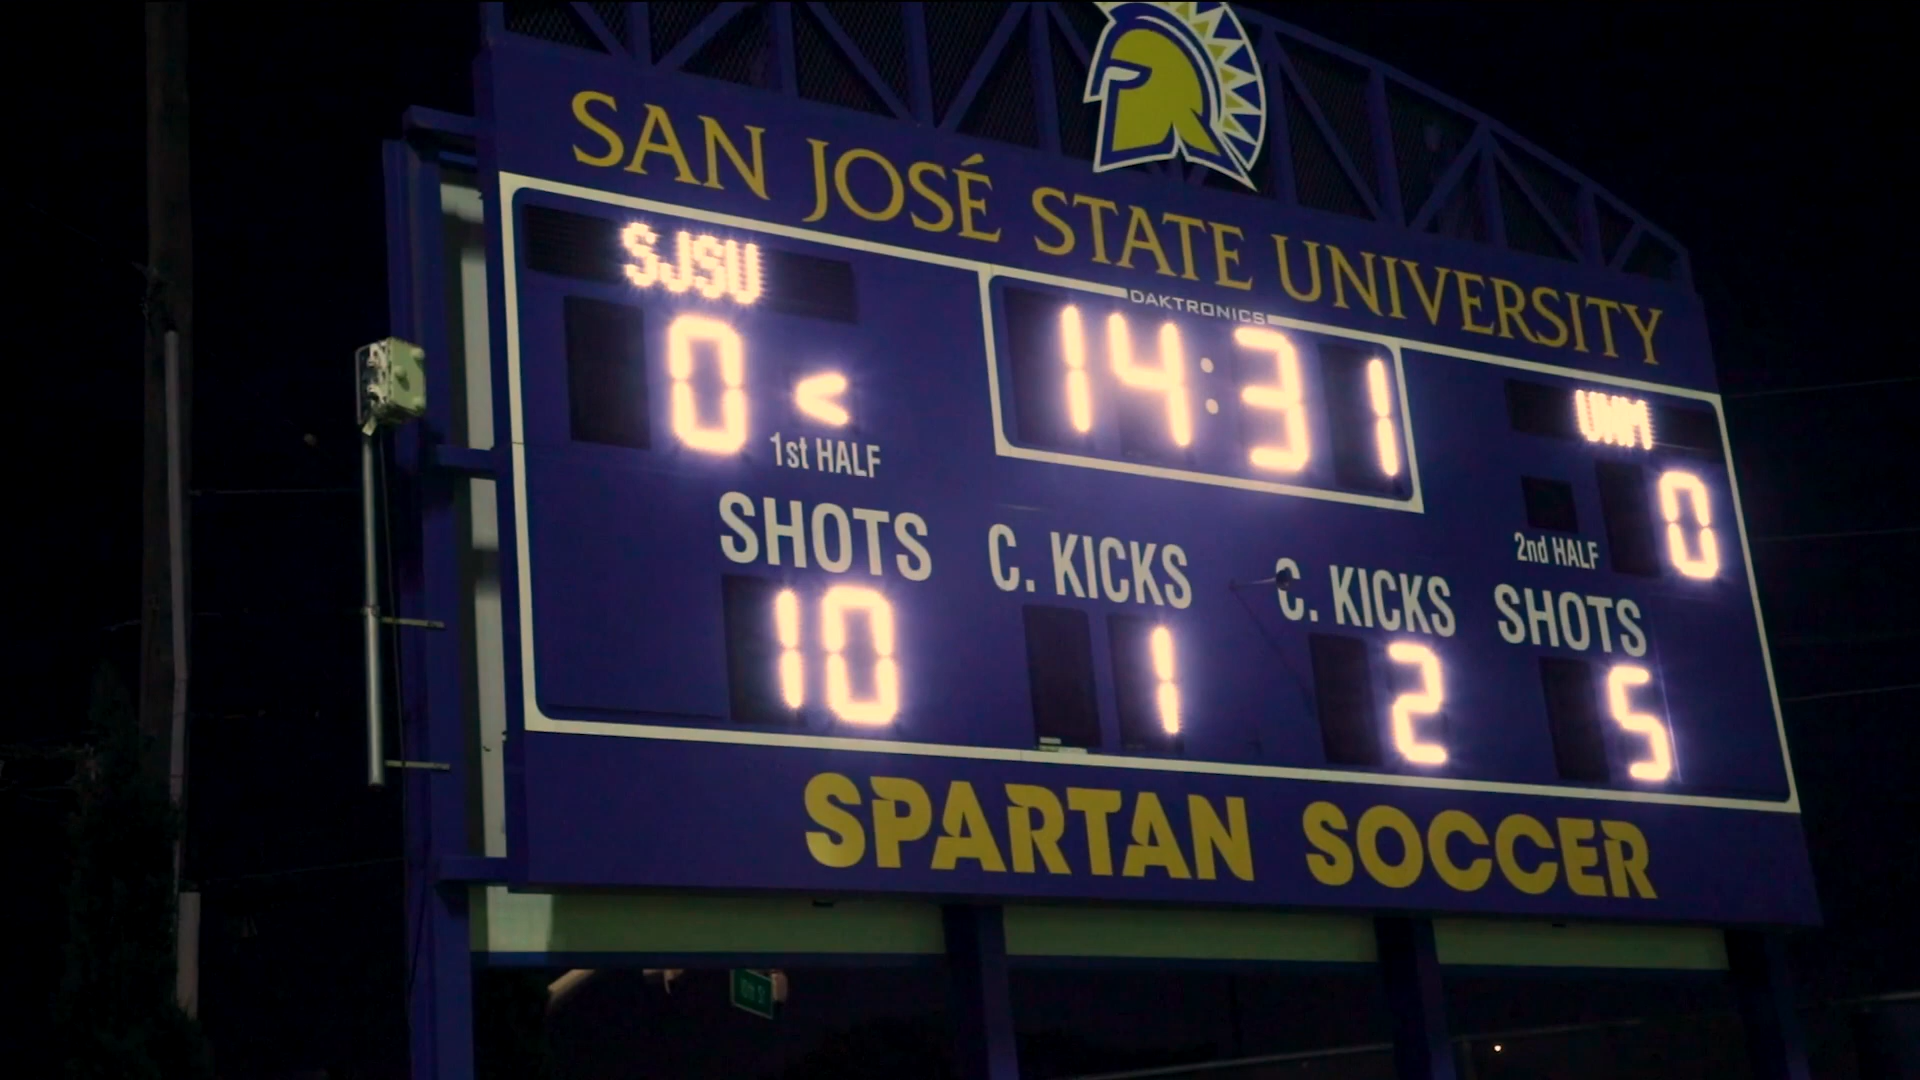 SAN JOSÉ STATE UNIVERSITY
SJSU
DAKTRONICS
14:31
UNM
0 <
0
1st HALF
2nd HALF
SHOTS C. KICKS C. KICKS SHOTS
10 1 2 5
SPARTAN SOCCER